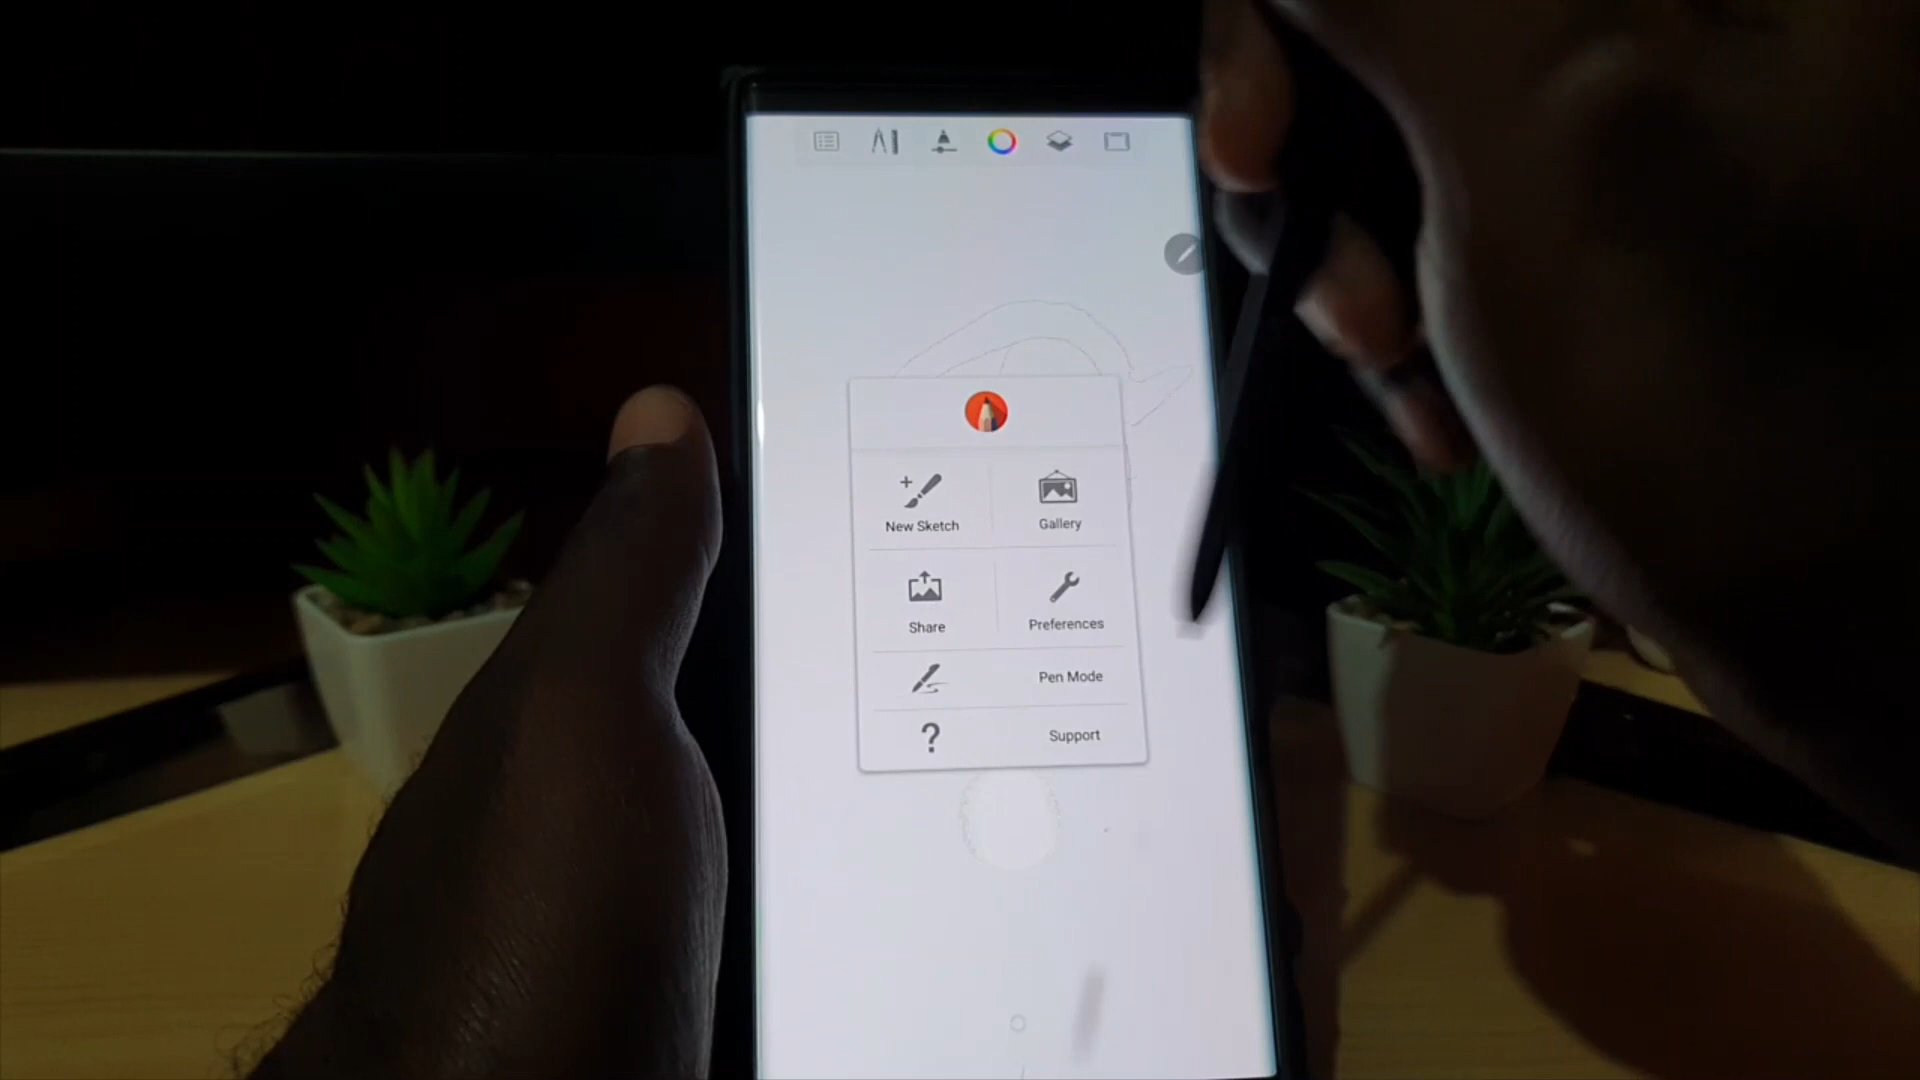 New Sketch
Gallery
Share
Preferences
Pen Mode
? Support